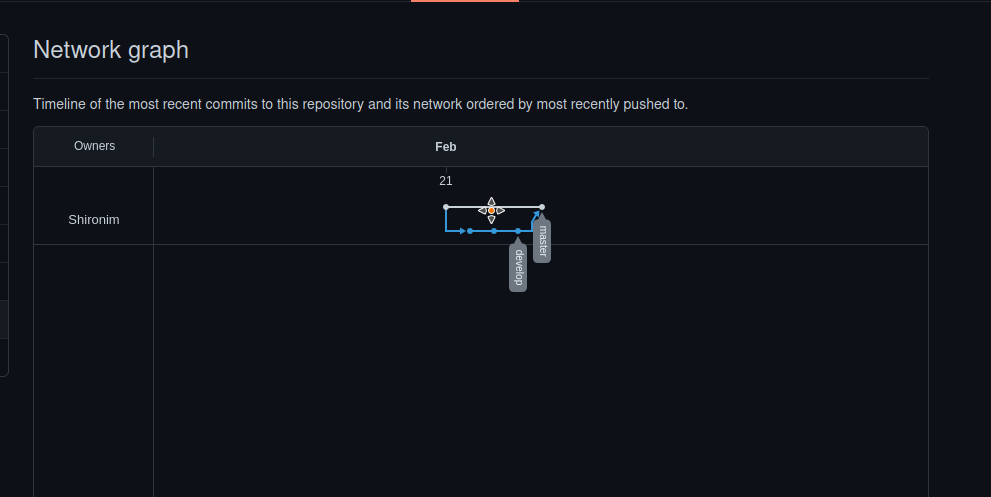 Network graph
Timeline of the most recent commits to this repository and its network ordered by most recently pushed to.
Owners
Feb
21
Shironim
master
develop